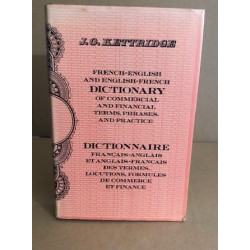 J.O. KETTRIDGE
FRENCH-ENGLISH
AND ENGLISH-FRENCH
DICTIONARY
OF COMMERCIAL
AND FINANCIAL
TERMS, PHRASES,
AND PRACTICE
DICTIONNAIRE
FRANÇAIS-ANGLAIS
ET ANGLAIS-FRANÇAIS
DES TERMES,
LOCUTIONS, FORMULES
DE COMMERCE
ET FINANCE